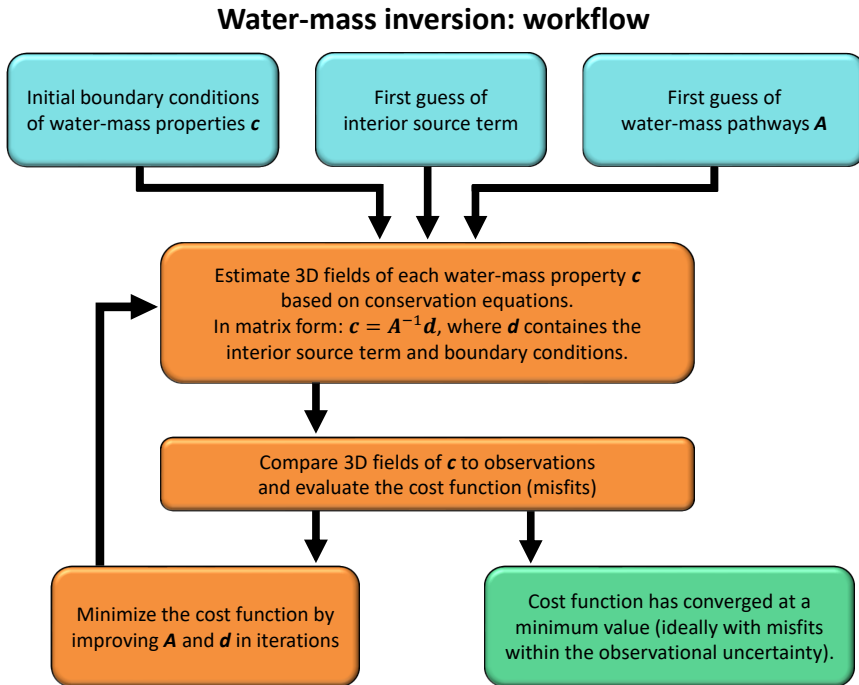 Water-mass inversion: workflow
Initial boundary conditions
of water-mass properties c
First guess of
interior source term
First guess of
water-mass pathways A
Estimate 3D fields of each water-mass property c
based on conservation equations.
In matrix form: c = A⁻¹d, where d containes the
interior source term and boundary conditions.
Compare 3D fields of c to observations
and evaluate the cost function (misfits)
Minimize the cost function by
improving A and d in iterations
Cost function has converged at a
minimum value (ideally with misfits
within the observational uncertainty).